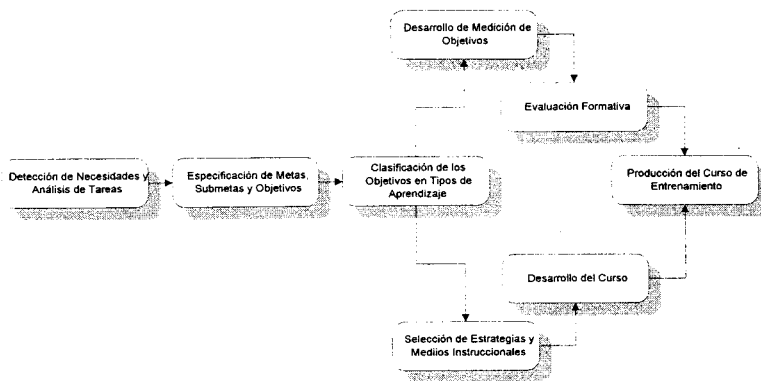 Desarrollo de Medición de
Objetivos
Evaluación Formativa
Detección de Necesidades y
Análisis de Tareas
Especificación de Metas,
Submetas y Objetivos
Clasificación de los
Objetivos en Tipos de
Aprendizaje
Producción del Curso de
Entrenamiento
Desarrollo del Curso
Selección de Estrategias y
Mediios Instruccionales